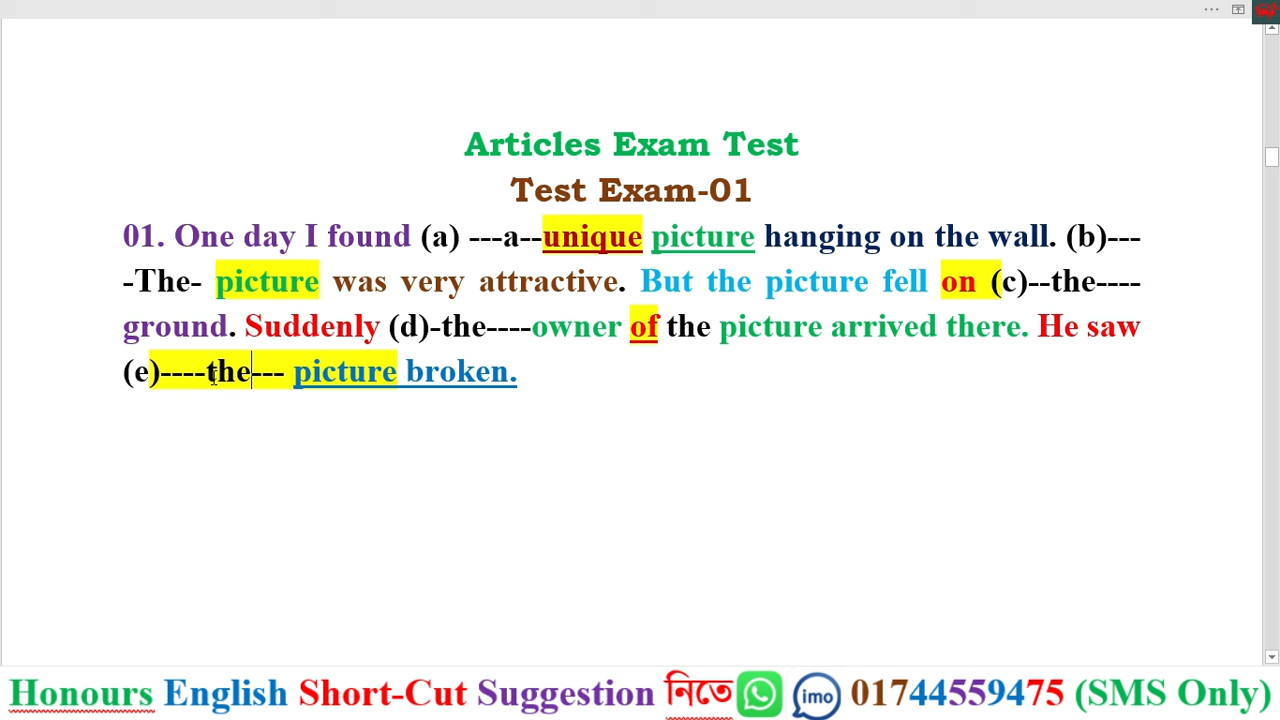 Articles Exam Test
Test Exam-01
01. One day I found (a) ---a--unique picture hanging on the wall. (b)---
-The- picture was very attractive. But the picture fell on (c)--the----
ground. Suddenly (d)-the----owner of the picture arrived there. He saw
(e)----the--- picture broken.
Honours English Short-Cut Suggestion নিতে imo 01744559475 (SMS Only)